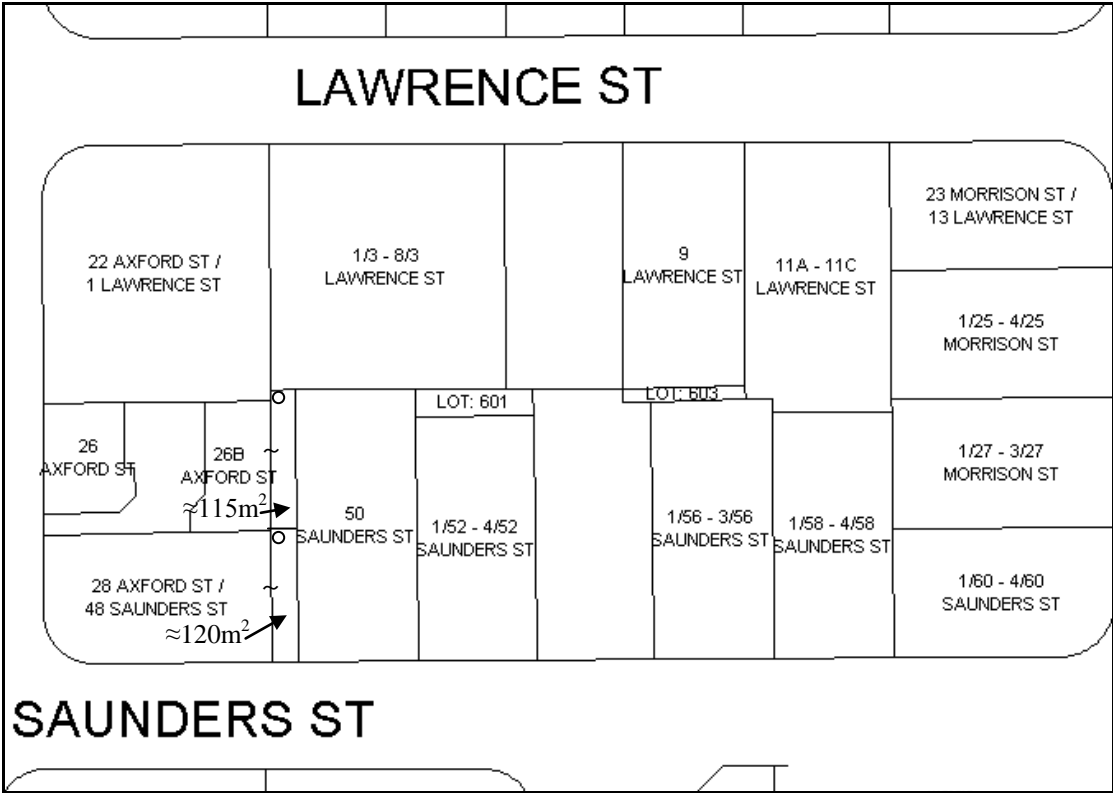 LAWRENCE ST
23 MORRISON ST /
13 LAWRENCE ST
22 AXFORD ST /
1 LAWRENCE ST
1/3 - 8/3
LAWRENCE ST
9
LAWRENCE ST
11A - 11C
LAWRENCE ST
1/25 - 4/25
MORRISON ST
LOT: 601
LOT: 603
26
AXFORD ST
26B
AXFORD ST
≈115m²
50
SAUNDERS ST
1/52 - 4/52
SAUNDERS ST
1/56 - 3/56
SAUNDERS ST
1/58 - 4/58
SAUNDERS ST
1/27 - 3/27
MORRISON ST
28 AXFORD ST /
48 SAUNDERS ST
≈120m²
1/60 - 4/60
SAUNDERS ST
SAUNDERS ST